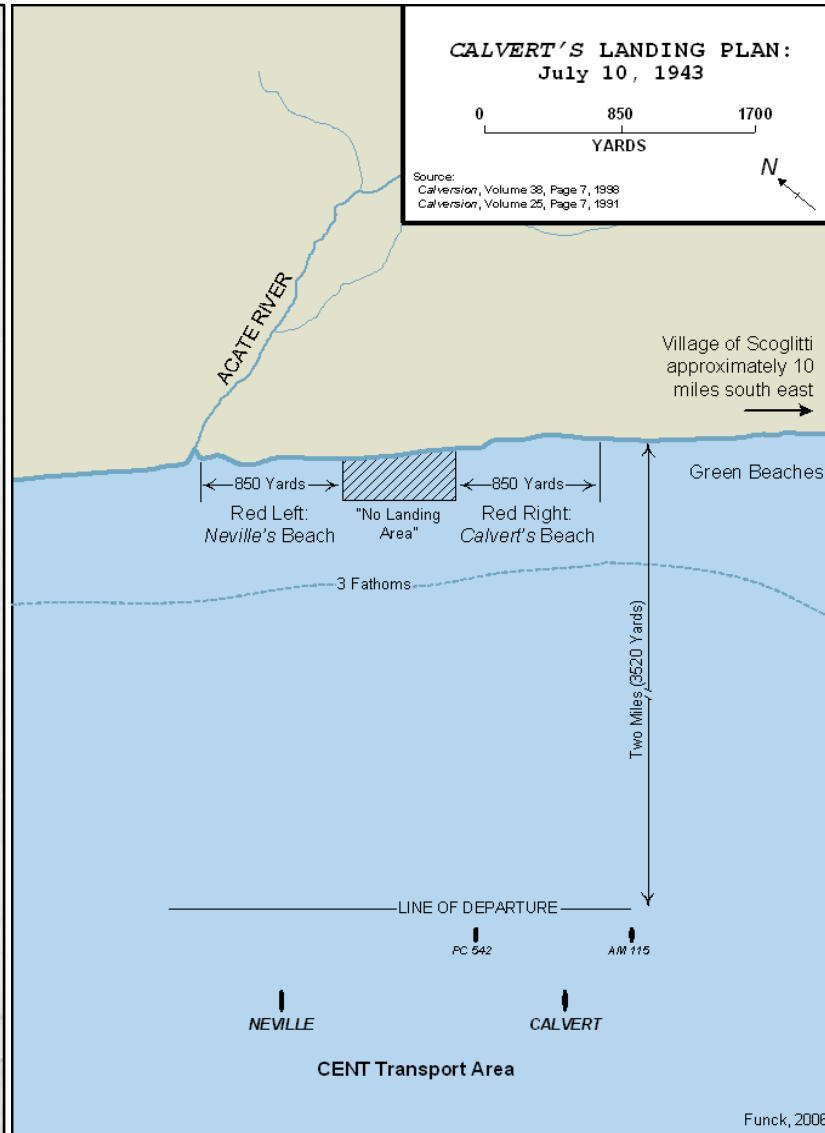 CALVERT'S LANDING PLAN:
July 10, 1943
0 850 1700
YARDS
N
Source:
Calversion, Volume 38, Page 7, 1998
Calversion, Volume 25, Page 7, 1991
ACATE RIVER
Village of Scoglitti
approximately 10
miles south east
Green Beaches
850 Yards
Red Left:
Neville's Beach
"No Landing
Area"
850 Yards
Red Right:
Calvert's Beach
3 Fathoms
Two Miles (3520 Yards)
LINE OF DEPARTURE
PC 542
AM 115
NEVILLE
CALVERT
CENT Transport Area
Funck, 2006